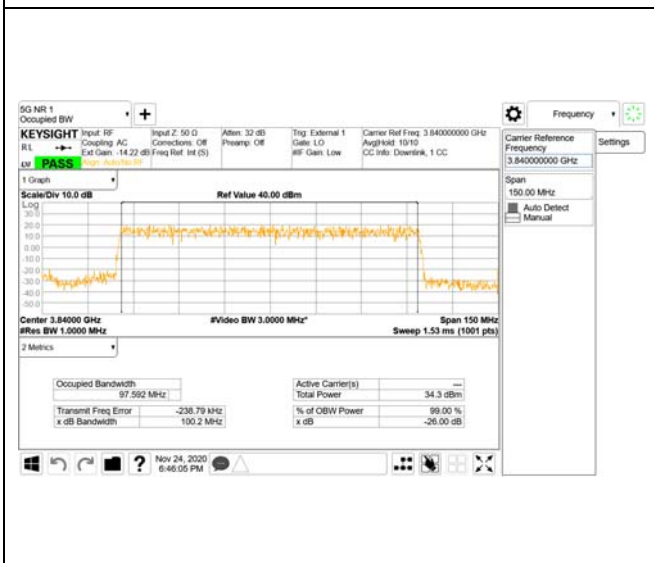 5G NR 1
Occupied BW
+
Frequency
KEYSIGHT
RL
PASS
Input: RF
Coupling: AC
Ext Gain: -14.22 dB
Align: Auto/No RF
Input Z: 50 Ω
Corrections: Off
Freq Ref: Int (S)
Atten: 32 dB
Preamp: Off
Trig: External 1
Gate: LO
#IF Gain: Low
Carrier Ref Freq: 3.840000000 GHz
Avg|Hold: 10/10
CC Info: Downlink, 1 CC
Carrier Reference
Frequency
3.840000000 GHz
Settings
Span
150.00 MHz
Auto Detect
Manual
1 Graph
Scale/Div 10.0 dB
Ref Value 40.00 dBm
Log
30.0
20.0
10.0
0.00
-10.0
-20.0
-30.0
-40.0
-50.0
Center 3.84000 GHz
#Video BW 3.0000 MHz*
Span 150 MHz
#Res BW 1.0000 MHz
Sweep 1.53 ms (1001 pts)
2 Metrics
Occupied Bandwidth
97.592 MHz
Active Carrier(s)
---
Total Power 34.3 dBm
Transmit Freq Error -238.79 kHz
x dB Bandwidth 100.2 MHz
% of OBW Power 99.00 %
x dB -26.00 dB
?
Nov 24, 2020
6:46:05 PM